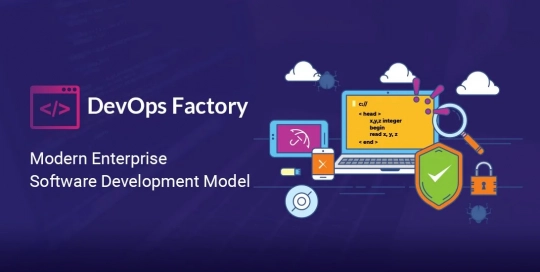 </>
DevOps Factory
Modern Enterprise
Software Development Model
c://
< head >
x,y,z integer
begin
read x, y, z
< end >